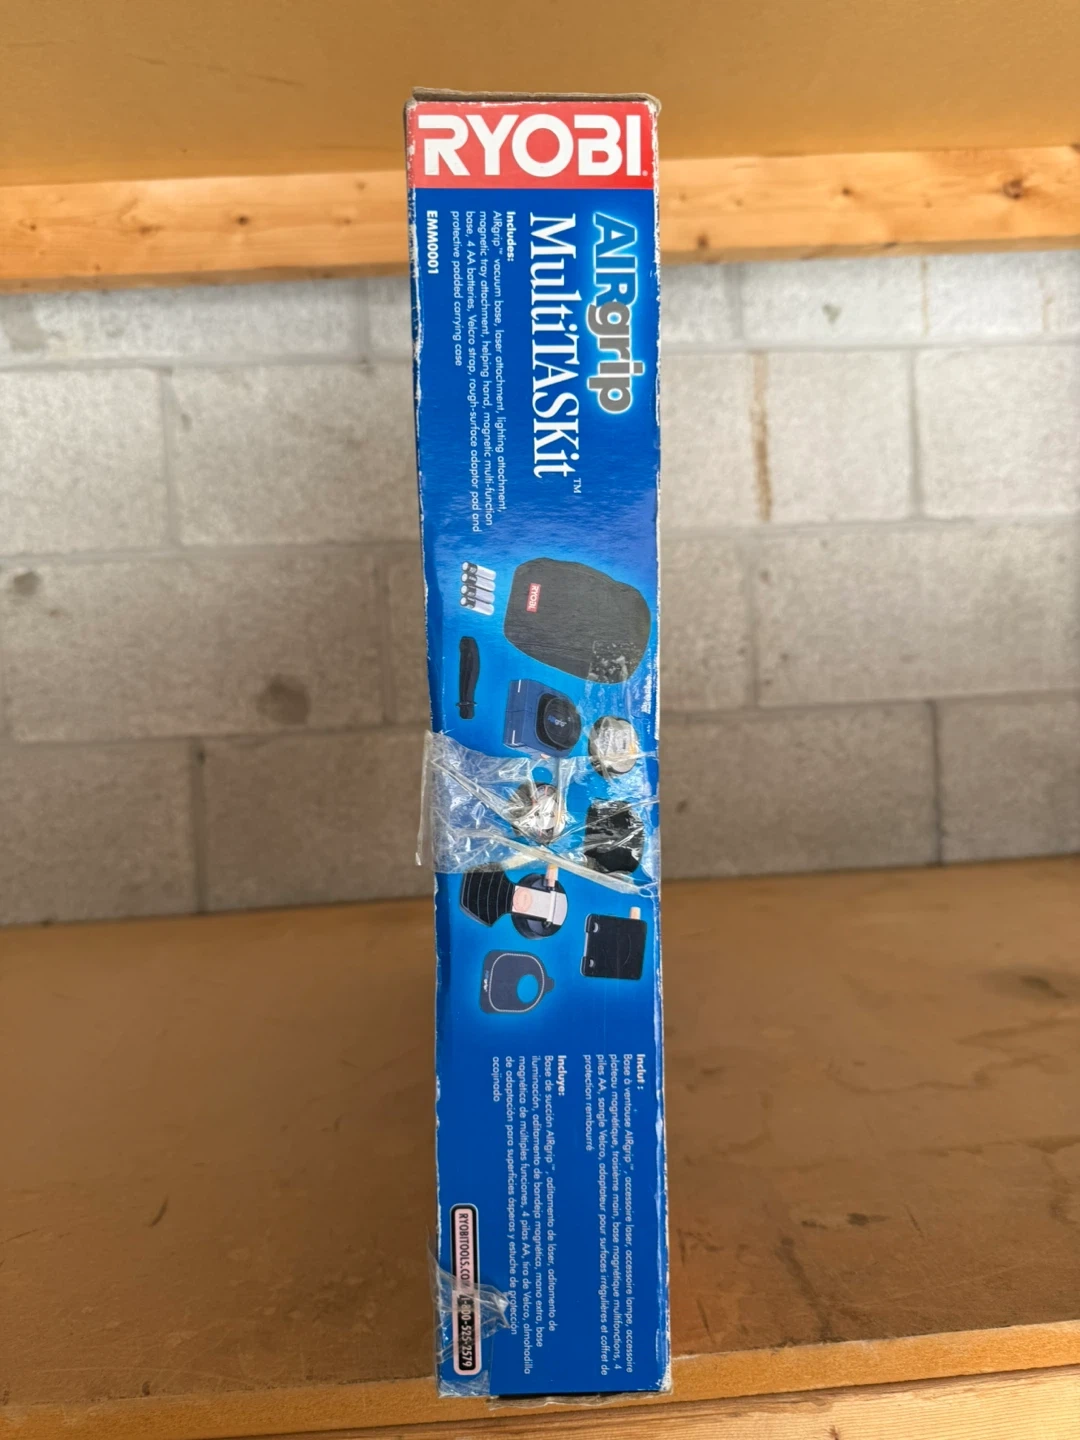 RYOBI
AIRgrip
MultiTASKit™
Includes:
AIRgrip™ vacuum base, laser attachment, lighting attachment,
magnetic tray attachment, helping hand, magnetic multi-function
base, 4 AA batteries, Velcro strap, rough-surface adaptor pad and
protective padded carrying case
EMM0001
RYOBI
Inclut :
Base à ventouse AIRgrip™, accessoire laser, accessoire lampe, accessoire
plateau magnétique, troisième main, base magnétique multifonctions, 4
piles AA, sangle Velcro, adaptateur pour surfaces irrégulières et coffret de
protection rembourré
Incluye:
Base de succión AIRgrip™, aditamento de láser, aditamento de
iluminación, aditamento de bandeja magnética, mano extra, base
magnética de múltiples funciones, 4 pilas AA, tira de Velcro, almohadilla
de adaptación para superficies ásperas y estuche de protección
acojinado
RYOBITOOLS.COM 1-800-525-2579